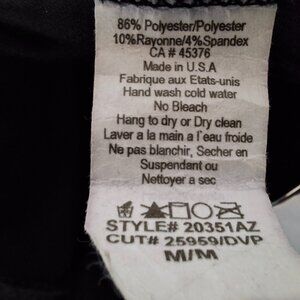 86% Polyester/Polyester
10%Rayonne/4%Spandex
CA # 45376
Made in U.S.A
Fabrique aux Etats-unis
Hand wash cold water
No Bleach
Hang to dry or Dry clean
Laver a la main a l'eau froide
Ne pas blanchir, Secher en
Suspendant ou
Nettoyer a sec
STYLE# 20351AZ
CUT# 25959/DVP
M/M